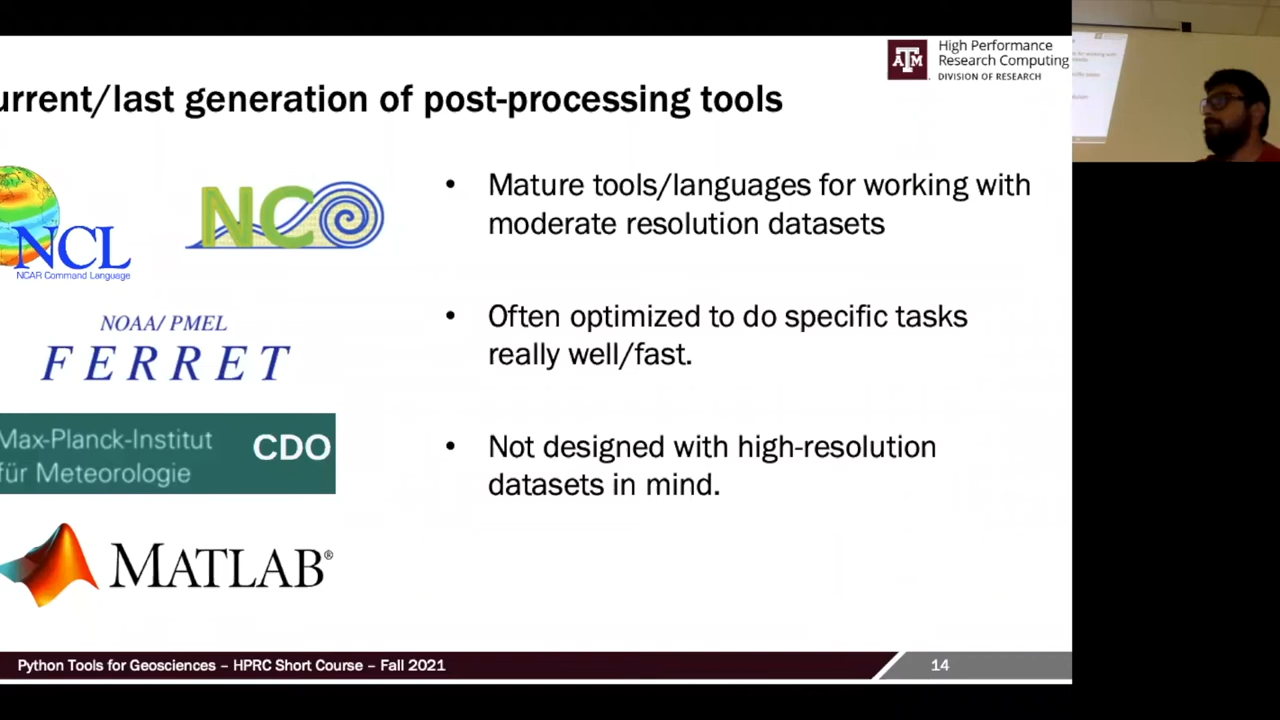 High Performance
Research Computing
DIVISION OF RESEARCH
urrent/last generation of post-processing tools
NCL
NCAR Command Language
NCO
NOAA/ PMEL
FERRET
Max-Planck-Institut
für Meteorologie
CDO
MATLAB®
• Mature tools/languages for working with
moderate resolution datasets
• Often optimized to do specific tasks
really well/fast.
• Not designed with high-resolution
datasets in mind.
Python Tools for Geosciences – HPRC Short Course – Fall 2021
14
ATM